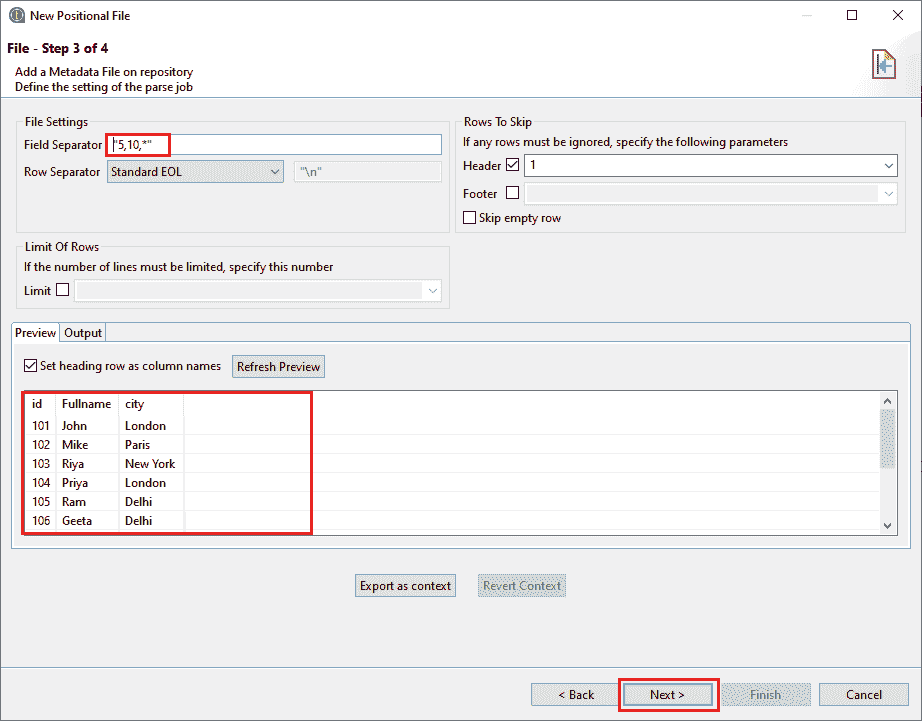 New Positional File
File - Step 3 of 4
Add a Metadata File on repository
Define the setting of the parse job
File Settings
Field Separator "5,10,*"
Row Separator Standard EOL "\n"
Rows To Skip
If any rows must be ignored, specify the following parameters
Header 1
Footer
Skip empty row
Limit Of Rows
If the number of lines must be limited, specify this number
Limit
Preview Output
Set heading row as column names Refresh Preview
id Fullname city
101 John London
102 Mike Paris
103 Riya New York
104 Priya London
105 Ram Delhi
106 Geeta Delhi
Export as context Revert Context
< Back Next > Finish Cancel